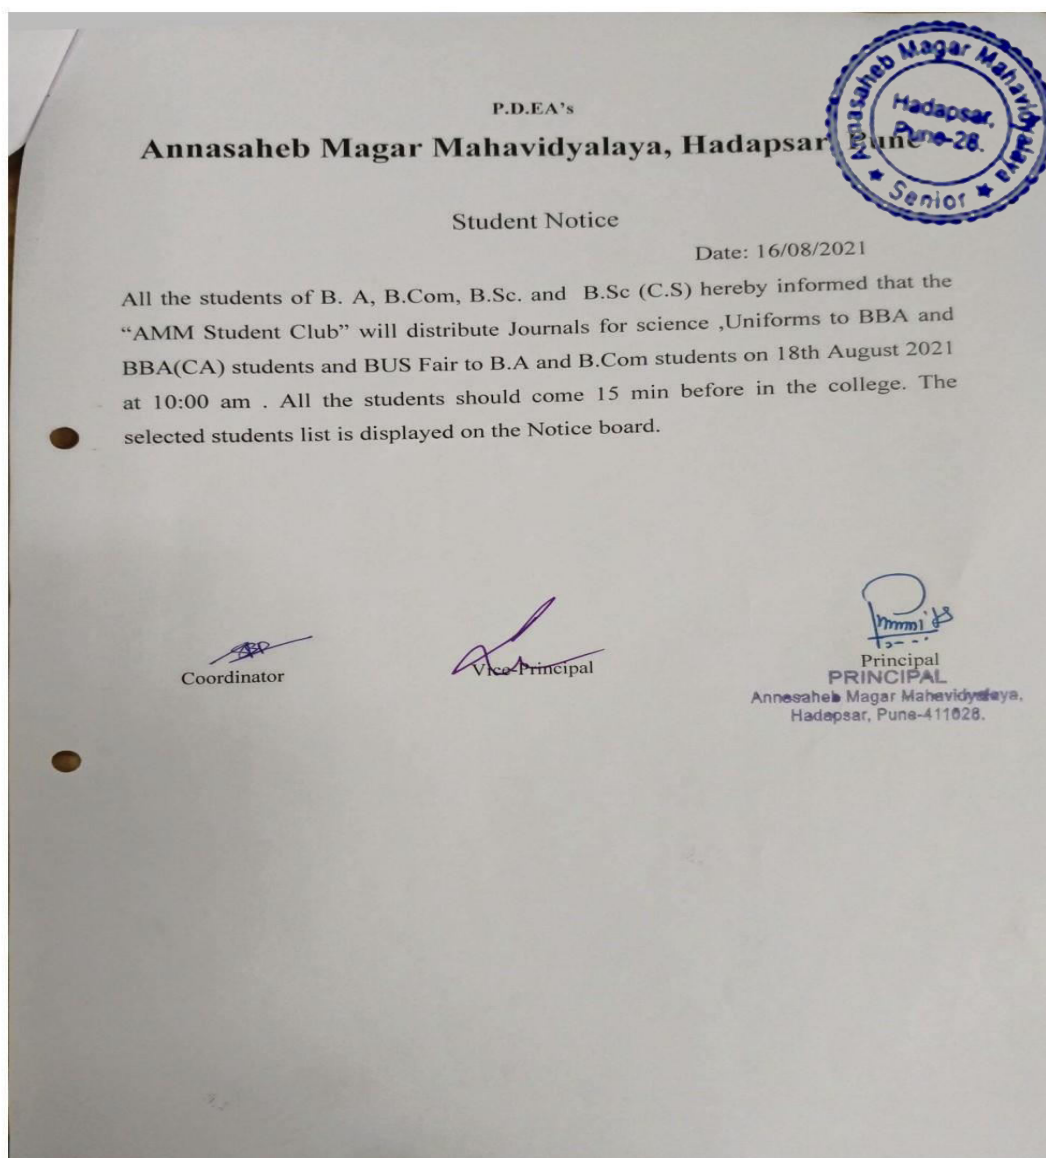 P.D.EA's
Annasaheb Magar Mahavidyalaya, Hadapsar, Pune
Annasaheb Magar Mahavidyalaya
Hadapsar,
Pune-28.
★ Senior ★
Student Notice
Date: 16/08/2021
All the students of B. A, B.Com, B.Sc. and B.Sc (C.S) hereby informed that the
“AMM Student Club” will distribute Journals for science ,Uniforms to BBA and
BBA(CA) students and BUS Fair to B.A and B.Com students on 18th August 2021
at 10:00 am . All the students should come 15 min before in the college. The
selected students list is displayed on the Notice board.
Coordinator
Vice-Principal
Principal
PRINCIPAL
Annasaheb Magar Mahavidyalaya,
Hadapsar, Pune-411028.